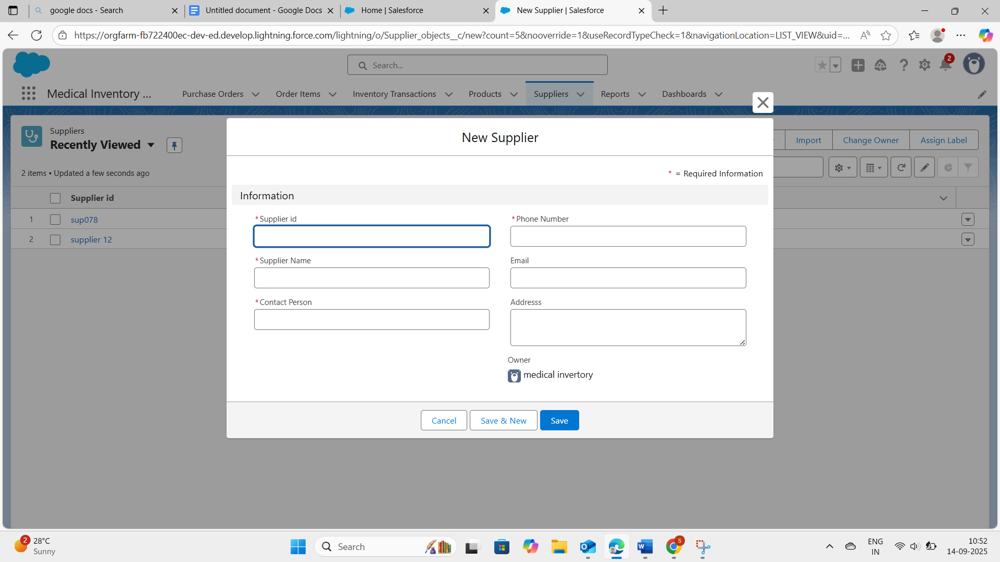 google docs - Search
Untitled document - Google Docs
Home | Salesforce
New Supplier | Salesforce
https://orgfarm-fb722400ec-dev-ed.develop.lightning.force.com/lightning/o/Supplier_objects__c/new?count=5&nooverride=1&useRecordTypeCheck=1&navigationLocation=LIST_VIEW&uid=...
Search...
2
Medical Inventory ...
Purchase Orders
Order Items
Inventory Transactions
Products
Suppliers
Reports
Dashboards
Suppliers
Recently Viewed
Import
Change Owner
Assign Label
2 items • Updated a few seconds ago
Supplier id
1
sup078
2
supplier 12
New Supplier
* = Required Information
Information
*Supplier id
*Phone Number
*Supplier Name
Email
*Contact Person
Addresss
Owner
medical invertory
Cancel
Save & New
Save
2
28°C
Sunny
Search
S
ENG
IN
10:52
14-09-2025